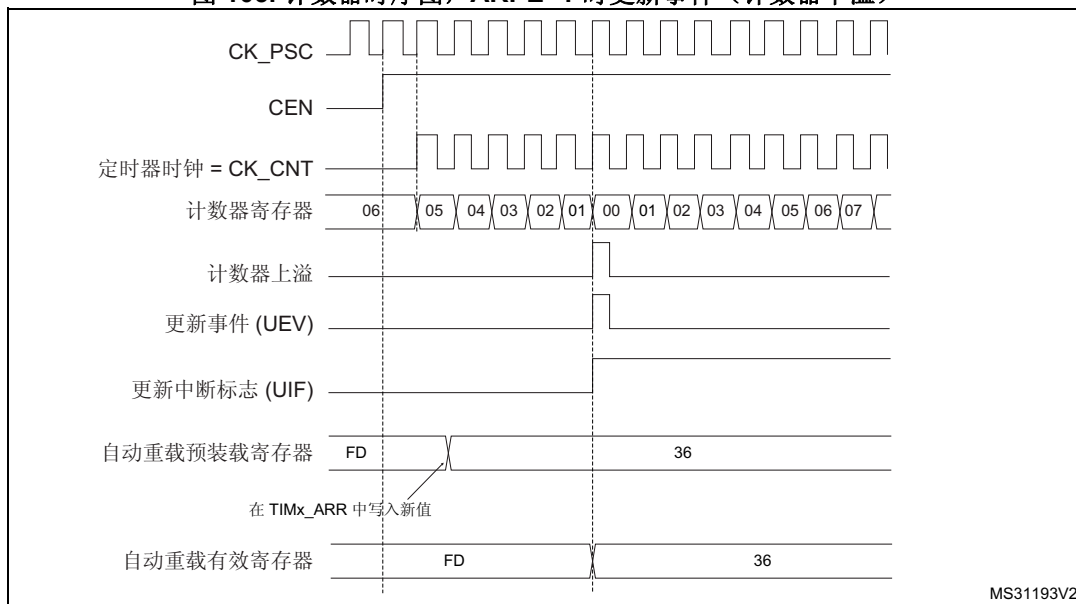 CK_PSC
CEN
定时器时钟 = CK_CNT
计数器寄存器 06 05 04 03 02 01 00 01 02 03 04 05 06 07
计数器上溢
更新事件 (UEV)
更新中断标志 (UIF)
自动重载预装载寄存器 FD 36
在 TIMx_ARR 中写入新值
自动重载有效寄存器 FD 36
MS31193V2